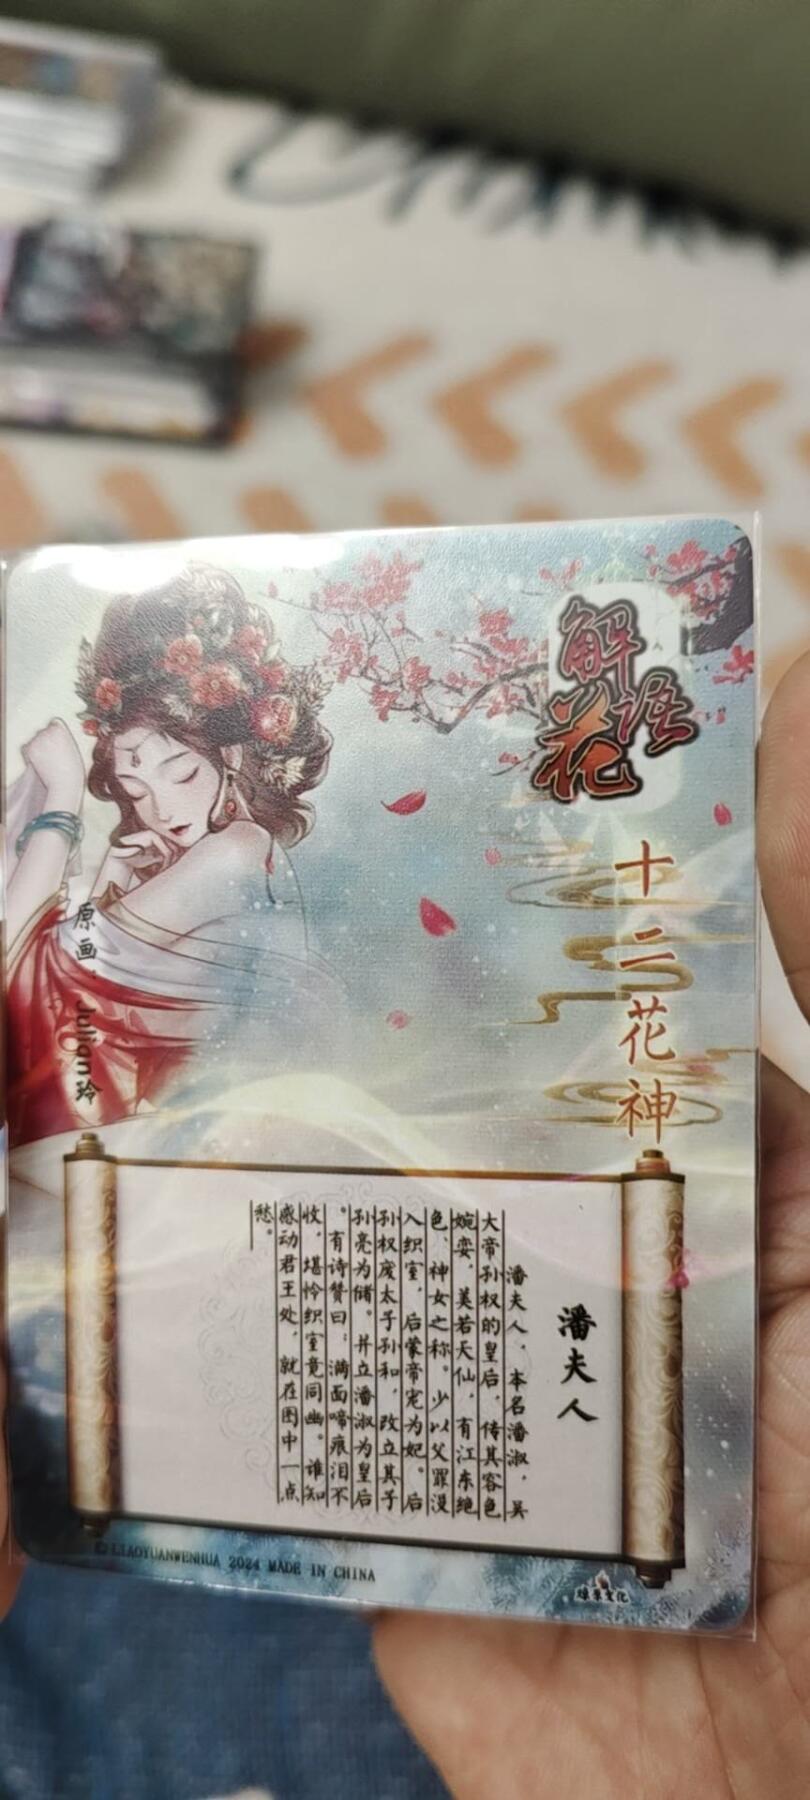 解语花
十二花神
原画：Julian玲
潘夫人
潘夫人，本名潘淑，吴
大帝孙权的皇后，传其容色
婉娈，美若天仙，有江东绝
色、神女之称。少以父罪没
入织室，后蒙帝宠为妃。后
孙权废太子孙和，改立其子
孙亮为储。并立潘淑为皇后
。有诗赞曰：满面啼痕泪不
收，堪怜织室竟同幽。谁知
感动君王处，就在图中一点
愁。
© LIAOYUANWENHUA 2024 MADE IN CHINA
燎原文化